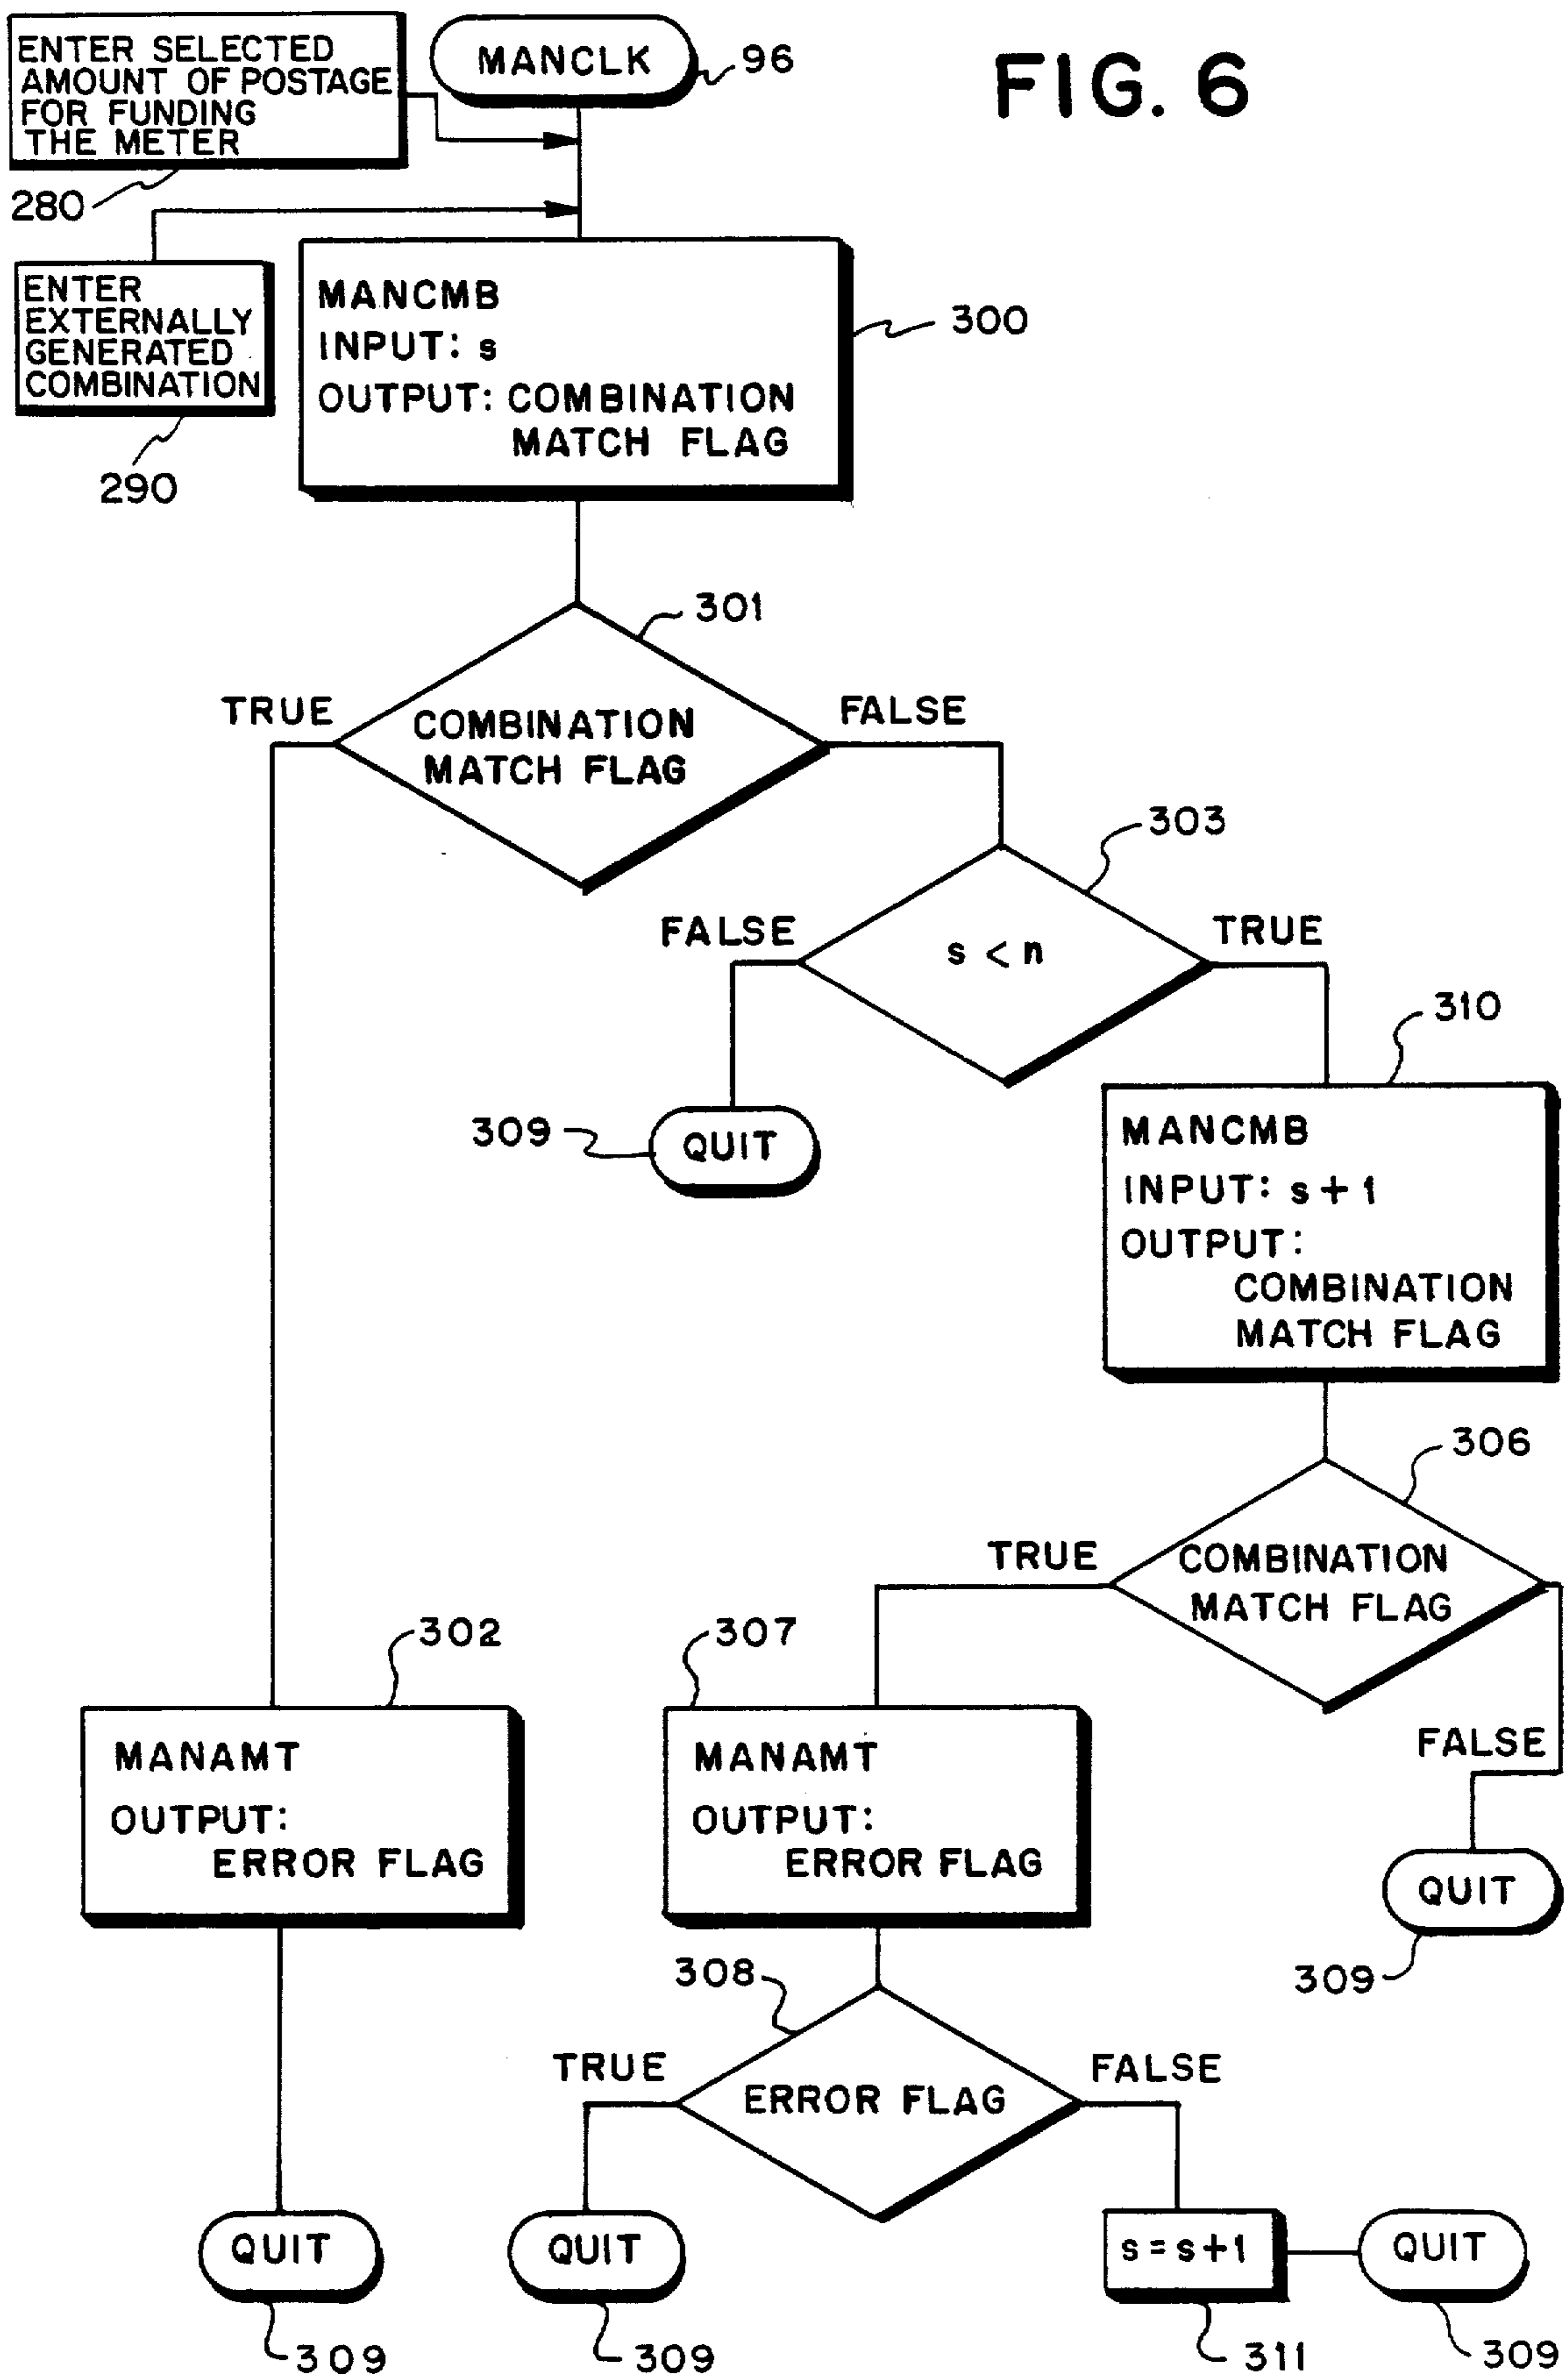 FIG. 6
ENTER SELECTED
AMOUNT OF POSTAGE
FOR FUNDING
THE METER
280
MANCLK
96
ENTER
EXTERNALLY
GENERATED
COMBINATION
290
MANCMB
INPUT: s
OUTPUT: COMBINATION
MATCH FLAG
300
301
TRUE
COMBINATION
MATCH FLAG
FALSE
303
FALSE
s < n
TRUE
309
QUIT
310
MANCMB
INPUT: s + 1
OUTPUT:
COMBINATION
MATCH FLAG
306
TRUE
COMBINATION
MATCH FLAG
FALSE
QUIT
309
302
MANAMT
OUTPUT:
ERROR FLAG
307
MANAMT
OUTPUT:
ERROR FLAG
308
TRUE
ERROR FLAG
FALSE
QUIT
309
QUIT
309
s = s+1
311
QUIT
309